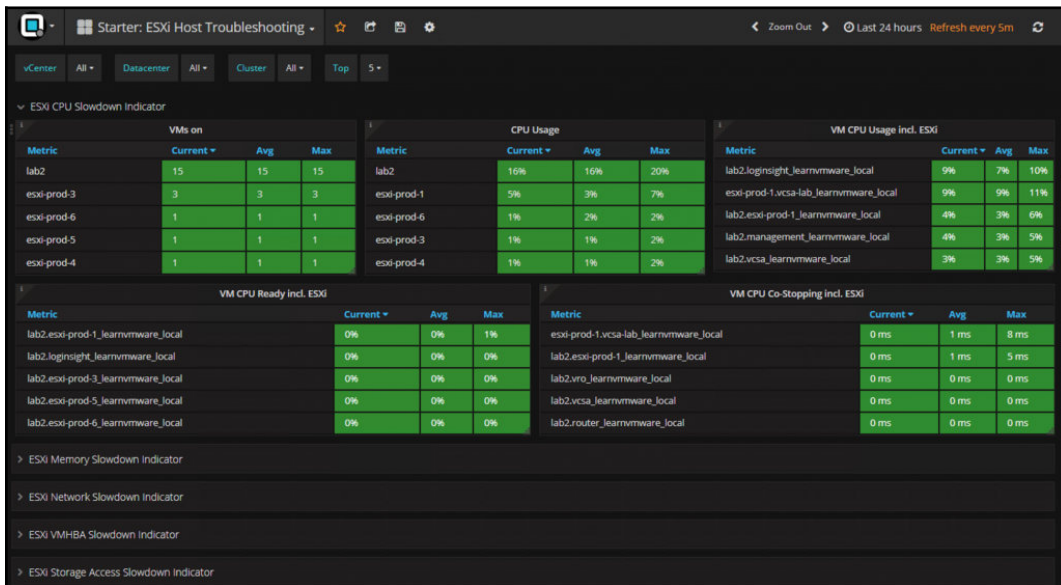 Starter: ESXi Host Troubleshooting
Zoom Out
Last 24 hours Refresh every 5m
vCenter All Datacenter All Cluster All Top 5
ESXi CPU Slowdown Indicator
VMs on
Metric Current Avg Max
lab2 15 15 15
esxi-prod-3 3 3 3
esxi-prod-6 1 1 1
esxi-prod-5 1 1 1
esxi-prod-4 1 1 1
CPU Usage
Metric Current Avg Max
lab2 16% 16% 20%
esxi-prod-1 5% 3% 7%
esxi-prod-6 1% 2% 2%
esxi-prod-3 1% 1% 2%
esxi-prod-4 1% 1% 2%
VM CPU Usage incl. ESXi
Metric Current Avg Max
lab2.loginsight_learnvmware_local 9% 7% 10%
esxi-prod-1.vcsa-lab_learnvmware_local 9% 9% 11%
lab2.esxi-prod-1_learnvmware_local 4% 3% 6%
lab2.management_learnvmware_local 4% 3% 5%
lab2.vcsa_learnvmware_local 3% 3% 5%
VM CPU Ready incl. ESXi
Metric Current Avg Max
lab2.esxi-prod-1_learnvmware_local 0% 0% 1%
lab2.loginsight_learnvmware_local 0% 0% 0%
lab2.esxi-prod-3_learnvmware_local 0% 0% 0%
lab2.esxi-prod-5_learnvmware_local 0% 0% 0%
lab2.esxi-prod-6_learnvmware_local 0% 0% 0%
VM CPU Co-Stopping incl. ESXi
Metric Current Avg Max
esxi-prod-1.vcsa-lab_learnvmware_local 0 ms 1 ms 8 ms
lab2.esxi-prod-1_learnvmware_local 0 ms 1 ms 5 ms
lab2.vro_learnvmware_local 0 ms 0 ms 0 ms
lab2.vcsa_learnvmware_local 0 ms 0 ms 0 ms
lab2.router_learnvmware_local 0 ms 0 ms 0 ms
ESXi Memory Slowdown Indicator
ESXi Network Slowdown Indicator
ESXi VMHBA Slowdown Indicator
ESXi Storage Access Slowdown Indicator